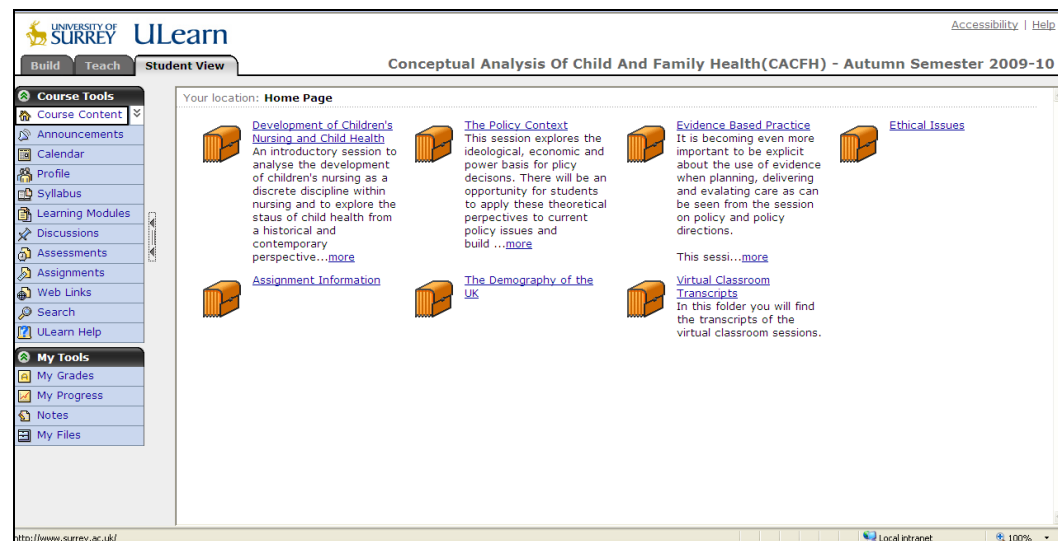 UNIVERSITY OF
SURREY
ULearn
Accessibility | Help
Build
Teach
Student View
Conceptual Analysis Of Child And Family Health(CACFH) - Autumn Semester 2009-10
Course Tools
Course Content
Announcements
Calendar
Profile
Syllabus
Learning Modules
Discussions
Assessments
Assignments
Web Links
Search
ULearn Help
My Tools
My Grades
My Progress
Notes
My Files
Your location: Home Page
Development of Children's
Nursing and Child Health
An introductory session to
analyse the development
of children's nursing as a
discrete discipline within
nursing and to explore the
staus of child health from
a historical and
contemporary
perspective...more
The Policy Context
This session explores the
ideological, economic and
power basis for plicy
decisons. There will be an
opportunity for students
to apply these theoretical
perpectives to current
policy issues and
build ...more
Evidence Based Practice
It is becoming even more
important to be explicit
about the use of evidence
when planning, delivering
and evalating care as can
be seen from the session
on policy and policy
directions.
This sessi...more
Ethical Issues
Assignment Information
The Demography of the
UK
Virtual Classroom
Transcripts
In this folder you will find
the transcripts of the
virtual classroom sessions.
http://www.surrey.ac.uk/
Local intranet
100%